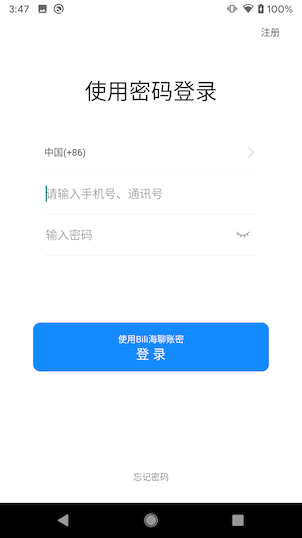 3:47
100%
注册
使用密码登录
中国(+86)
请输入手机号、通讯号
输入密码
使用Bili海聊账密
登 录
忘记密码